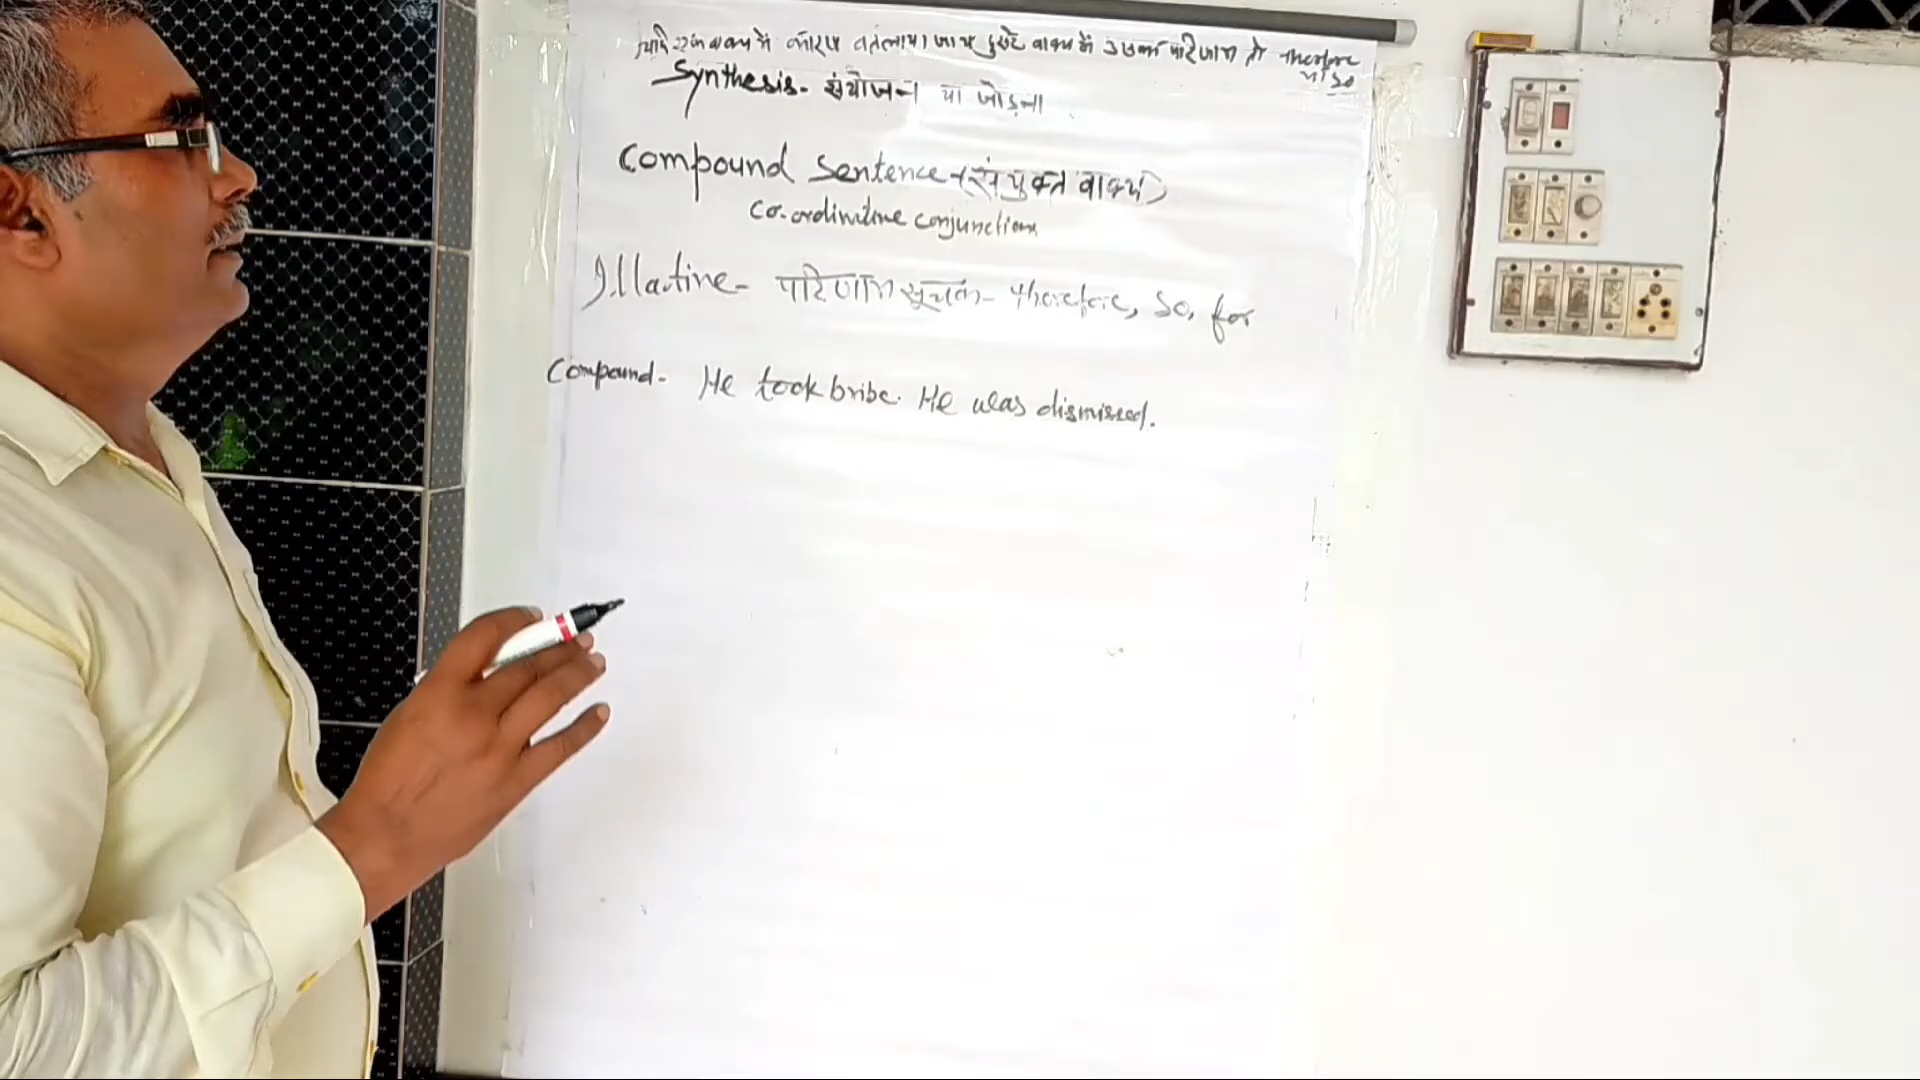 यदि एक वाक्य में कारण बतलाया जाय दुसरे वाक्य में उसका परिणाम तो therefore
या so
Synthesis- संयोजन या जोड़ना
Compound Sentence-(संयुक्त वाक्य)
Co-ordinative conjunction
Illative- परिणाम सूचक- therefore, So, for
Compound- He took bribe. He was dismissed.